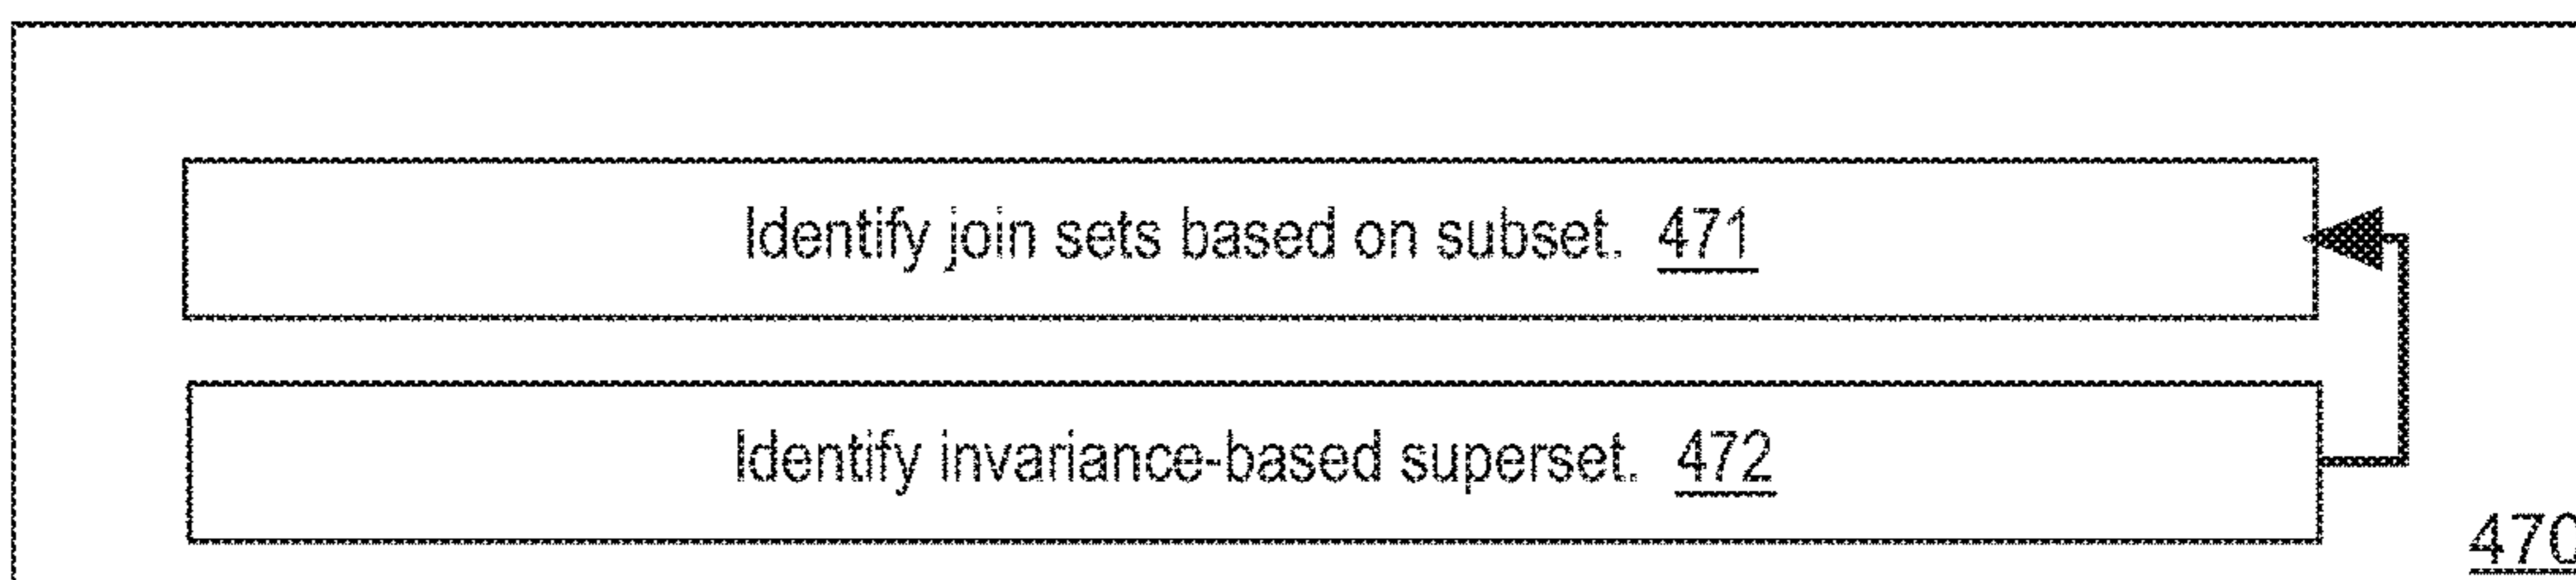 Identify join sets based on subset. 471
Identify invariance-based superset. 472
470